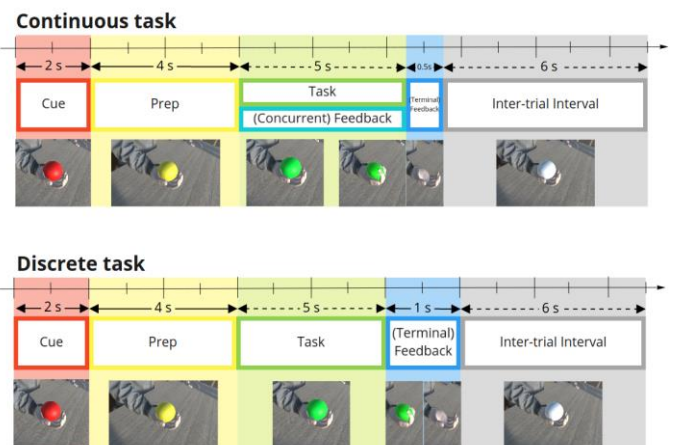 Continuous task
2 s
4 s
5 s
0.5s
6 s
Cue
Prep
Task
(Concurrent) Feedback
(Terminal)
Feedback
Inter-trial Interval
Discrete task
2 s
4 s
5 s
1 s
6 s
Cue
Prep
Task
(Terminal)
Feedback
Inter-trial Interval